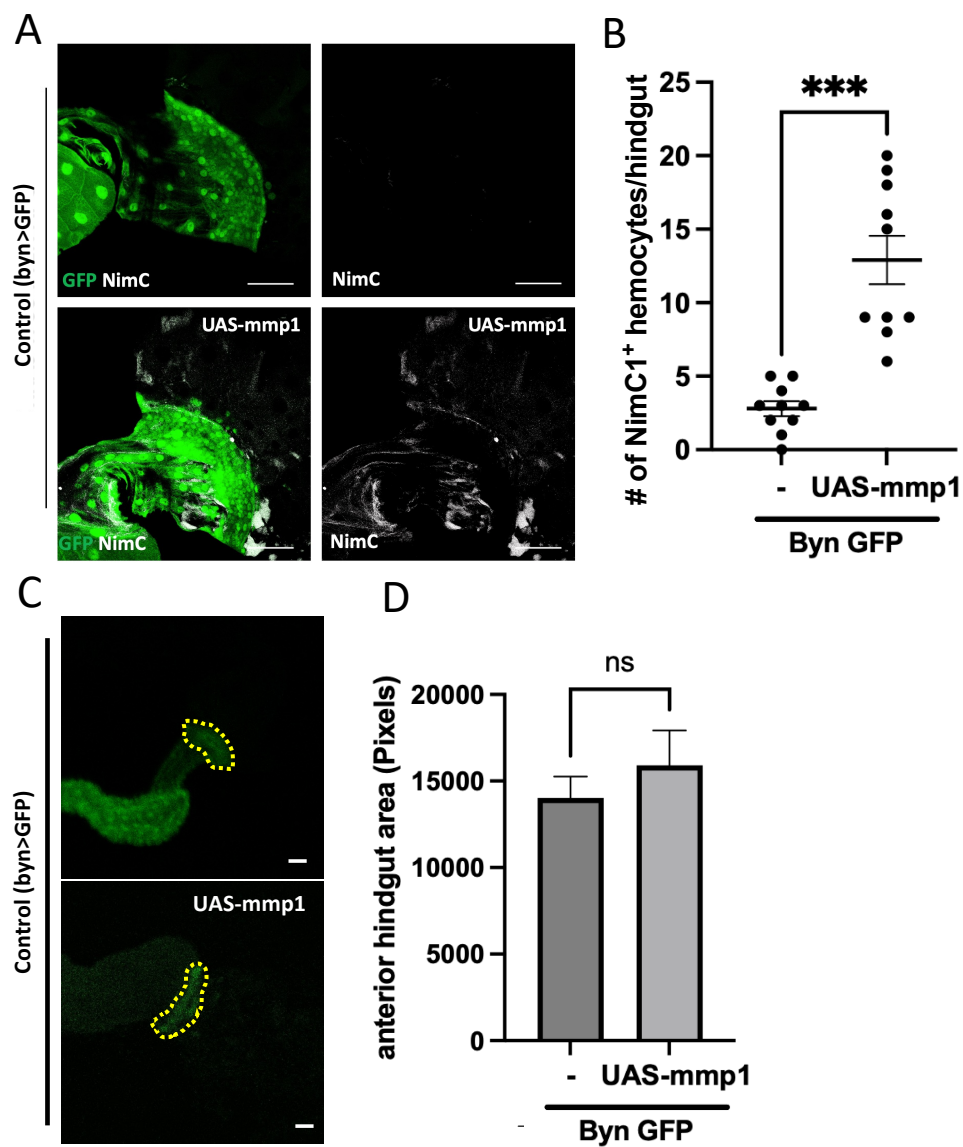 A
Control (byn>GFP)
GFP NimC
NimC
UAS-mmp1
GFP NimC
NimC
B
# of NimC1⁺ hemocytes/hindgut
25
20
15
10
5
0
***
- UAS-mmp1
Byn GFP
C
Control (byn>GFP)
UAS-mmp1
D
anterior hindgut area (Pixels)
20000
15000
10000
5000
0
ns
- UAS-mmp1
- Byn GFP